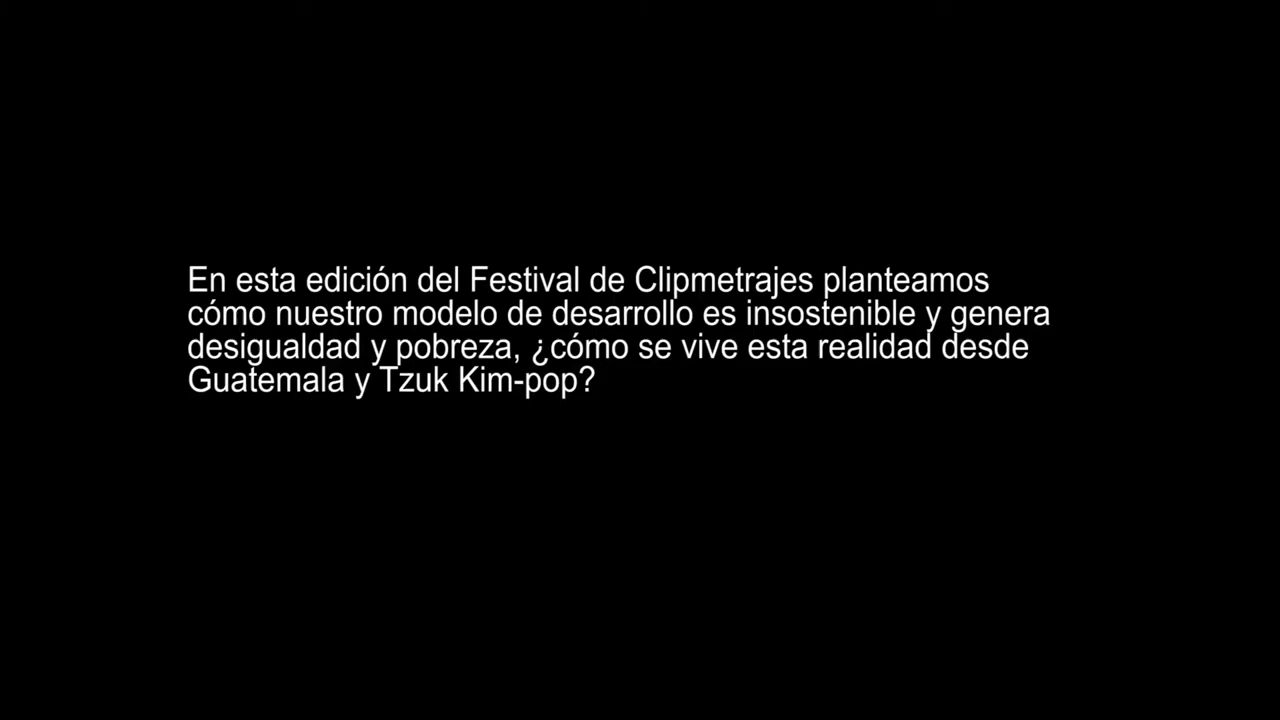 En esta edición del Festival de Clipmetrajes planteamos
cómo nuestro modelo de desarrollo es insostenible y genera
desigualdad y pobreza, ¿cómo se vive esta realidad desde
Guatemala y Tzuk Kim-pop?